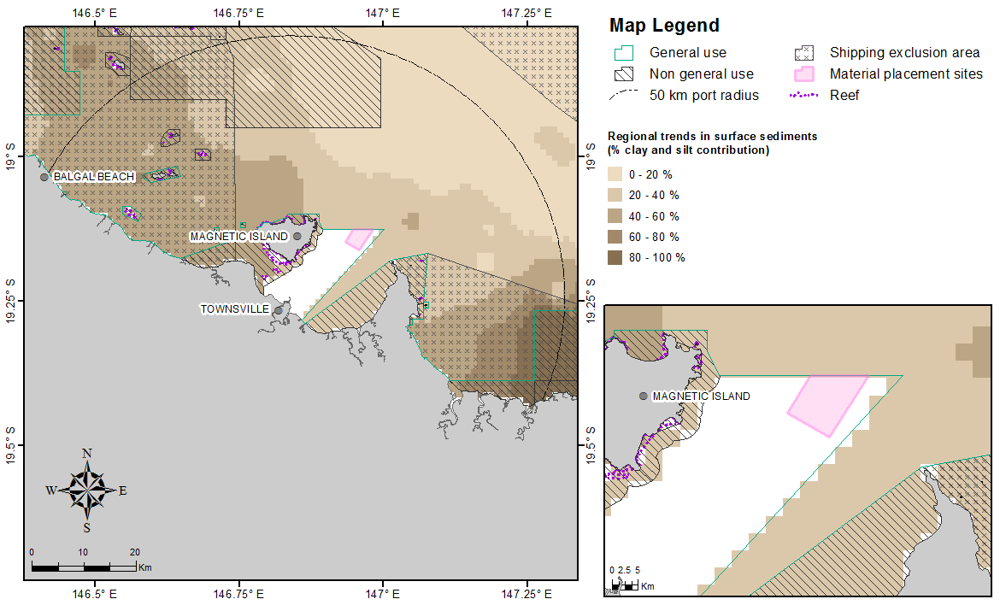 146.5° E 146.75° E 147° E 147.25° E
19° S 19° S
19.25° S 19.25° S
19.5° S 19.5° S
BALGAL BEACH
MAGNETIC ISLAND
TOWNSVILLE
N
W E
S
0 10 20
Km
146.5° E 146.75° E 147° E 147.25° E
Map Legend
General use
Shipping exclusion area
Non general use
Material placement sites
50 km port radius
Reef
Regional trends in surface sediments
(% clay and silt contribution)
0 - 20 %
20 - 40 %
40 - 60 %
60 - 80 %
80 - 100 %
MAGNETIC ISLAND
0 2.5 5
Km